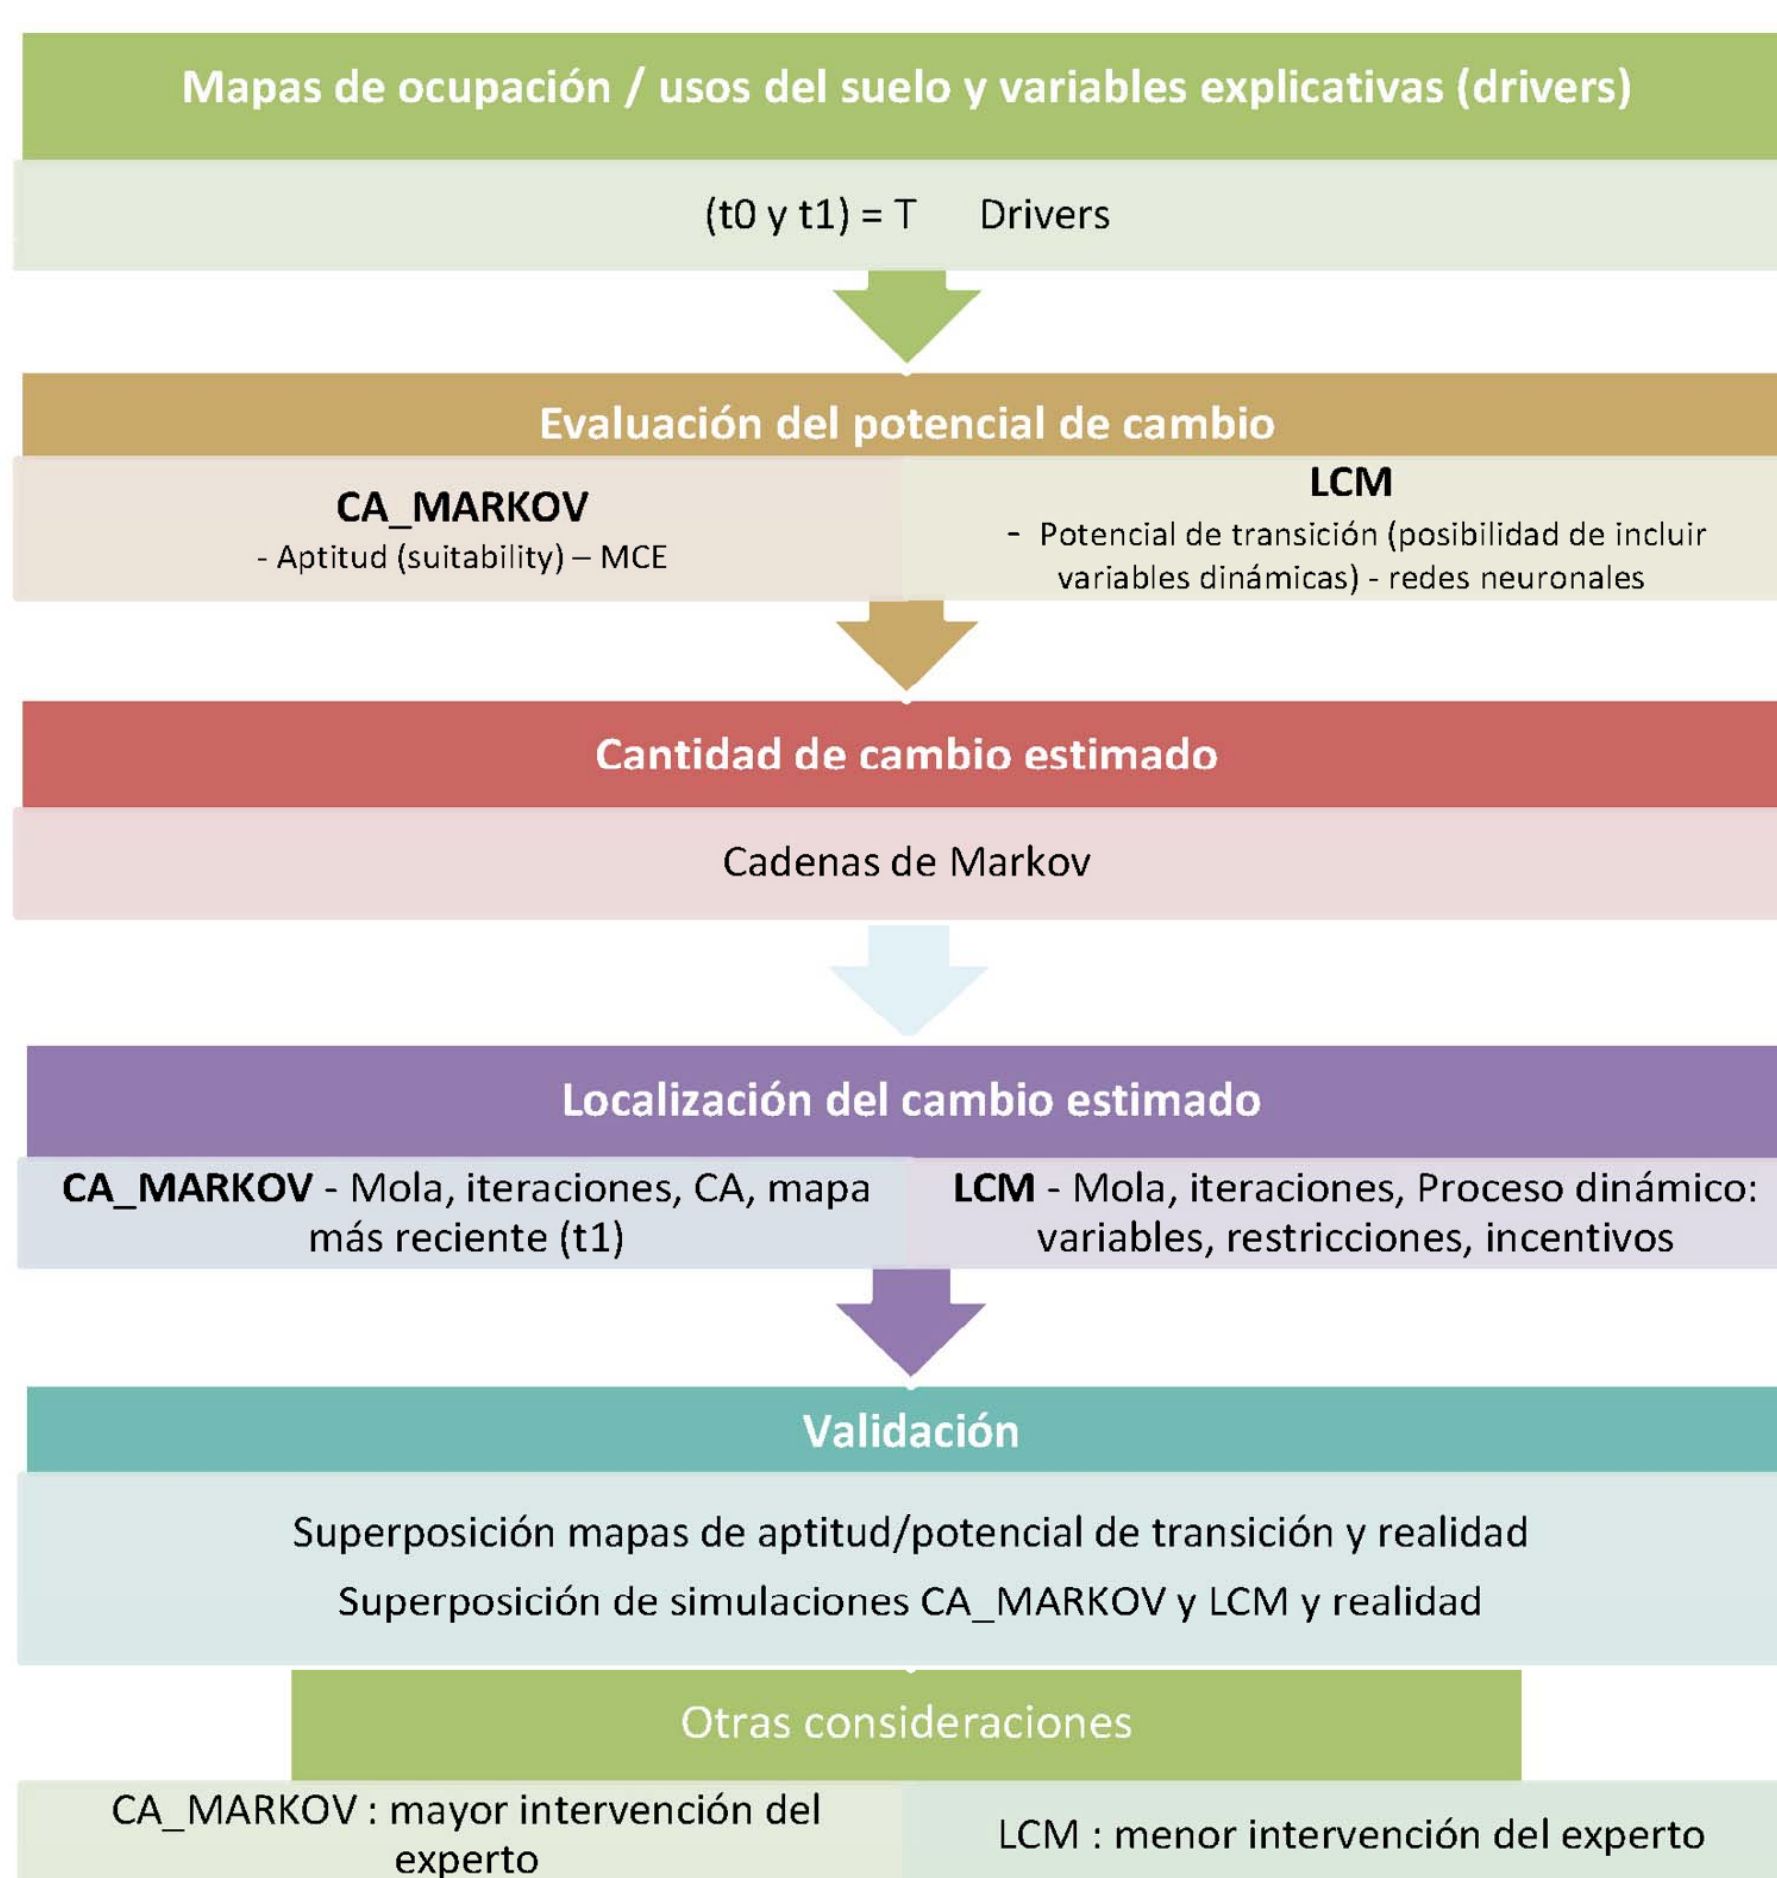 Mapas de ocupación / usos del suelo y variables explicativas (drivers)
(t0 y t1) = T Drivers
Evaluación del potencial de cambio
CA_MARKOV
- Aptitud (suitability) – MCE
LCM
- Potencial de transición (posibilidad de incluir
variables dinámicas) - redes neuronales
Cantidad de cambio estimado
Cadenas de Markov
Localización del cambio estimado
CA_MARKOV - Mola, iteraciones, CA, mapa
más reciente (t1)
LCM - Mola, iteraciones, Proceso dinámico:
variables, restricciones, incentivos
Validación
Superposición mapas de aptitud/potencial de transición y realidad
Superposición de simulaciones CA_MARKOV y LCM y realidad
Otras consideraciones
CA_MARKOV : mayor intervención del
experto
LCM : menor intervención del experto